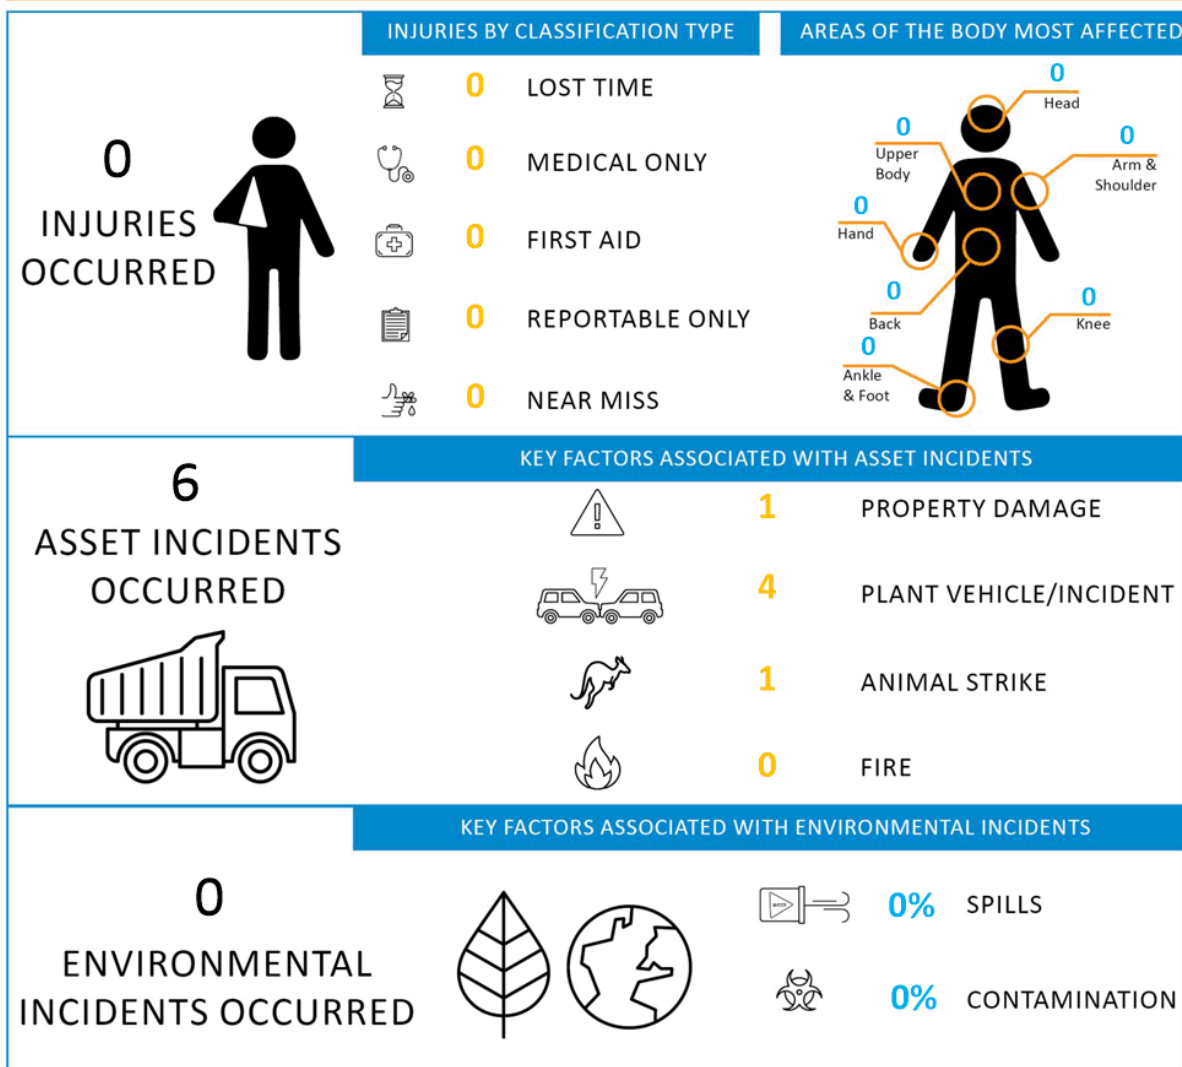 0
INJURIES
OCCURRED
INJURIES BY CLASSIFICATION TYPE
0 LOST TIME
0 MEDICAL ONLY
0 FIRST AID
0 REPORTABLE ONLY
0 NEAR MISS
AREAS OF THE BODY MOST AFFECTED
0
Head
0
Upper
Body
0
Arm &
Shoulder
0
Hand
0
Back
0
Knee
0
Ankle
& Foot
6
ASSET INCIDENTS
OCCURRED
KEY FACTORS ASSOCIATED WITH ASSET INCIDENTS
1 PROPERTY DAMAGE
4 PLANT VEHICLE/INCIDENT
1 ANIMAL STRIKE
0 FIRE
0
ENVIRONMENTAL
INCIDENTS OCCURRED
KEY FACTORS ASSOCIATED WITH ENVIRONMENTAL INCIDENTS
0% SPILLS
0% CONTAMINATION